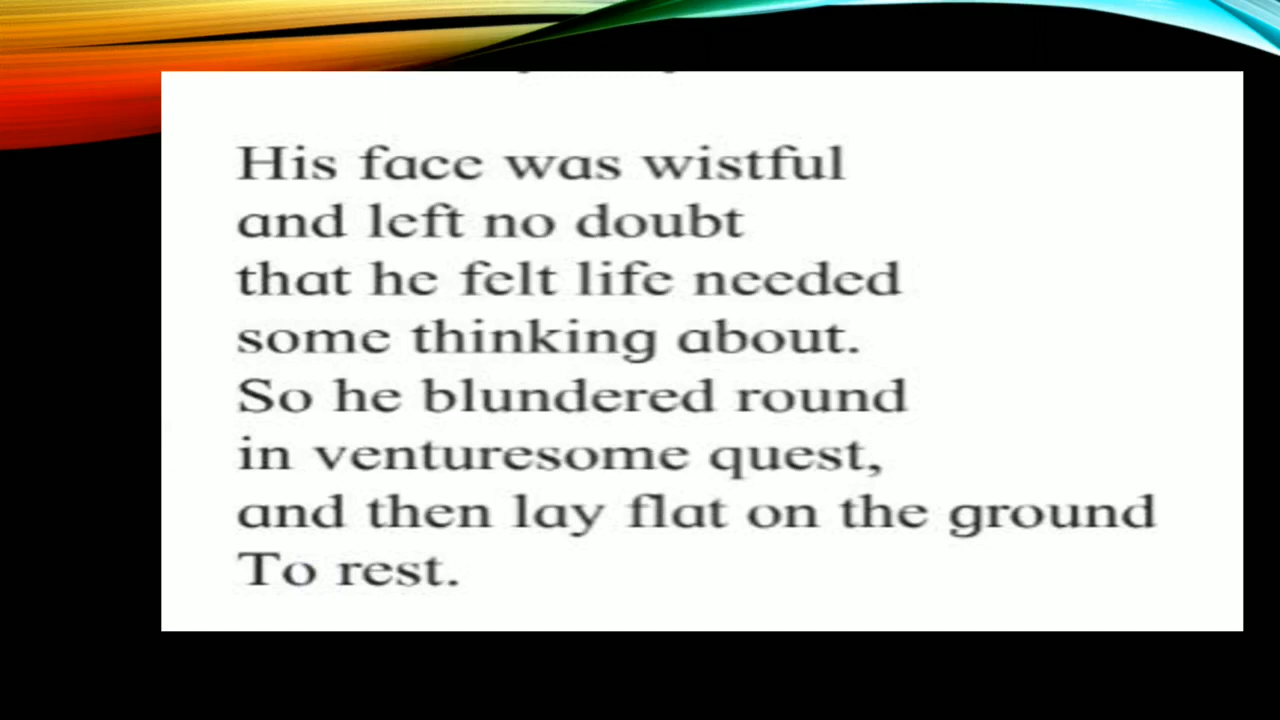 His face was wistful
and left no doubt
that he felt life needed
some thinking about.
So he blundered round
in venturesome quest,
and then lay flat on the ground
To rest.